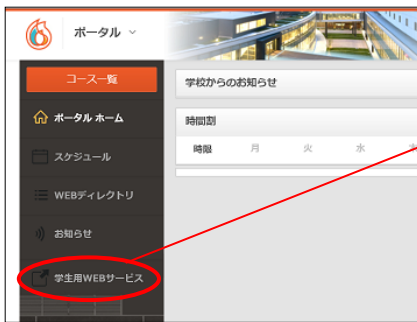 ポータル
コース一覧
学校からのお知らせ
ポータル ホーム
時間割
スケジュール
時限 月 火 水 木
WEBディレクトリ
お知らせ
学生用WEBサービス